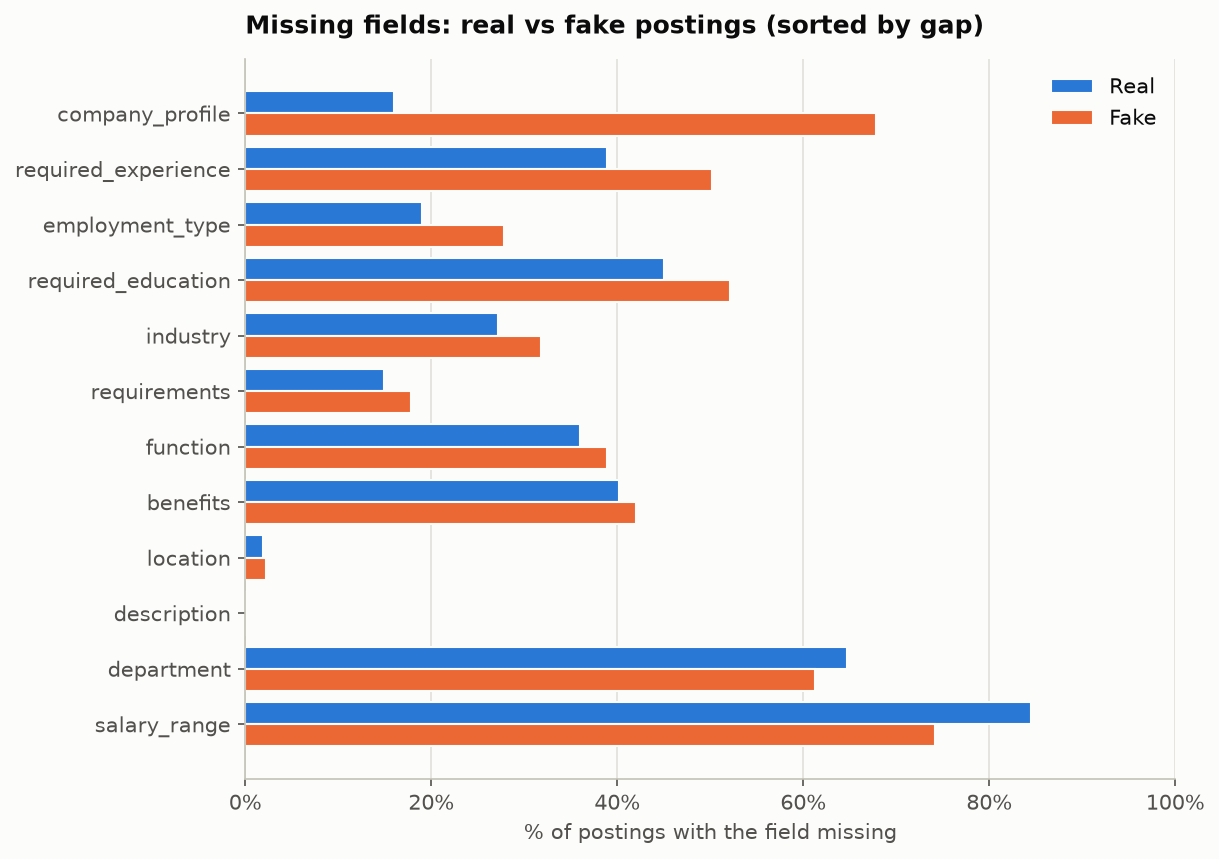 Missing fields: real vs fake postings (sorted by gap)
Real
Fake
company_profile
required_experience
employment_type
required_education
industry
requirements
function
benefits
location
description
department
salary_range
0% 20% 40% 60% 80% 100%
% of postings with the field missing